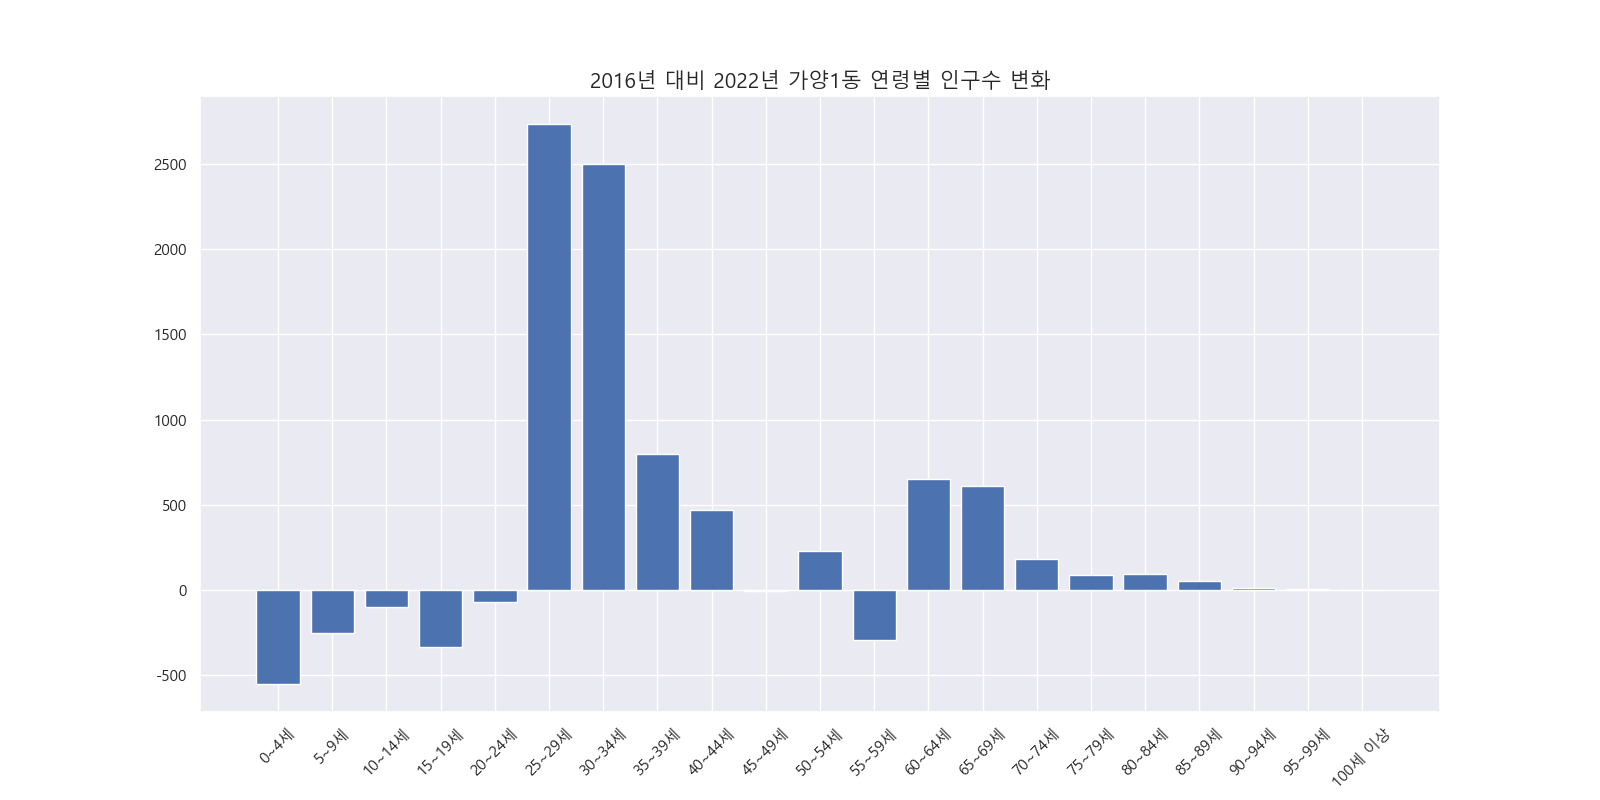 2016년 대비 2022년 가양1동 연령별 인구수 변화
2500
2000
1500
1000
500
0
-500
0~4세
5~9세
10~14세
15~19세
20~24세
25~29세
30~34세
35~39세
40~44세
45~49세
50~54세
55~59세
60~64세
65~69세
70~74세
75~79세
80~84세
85~89세
90~94세
95~99세
100세 이상